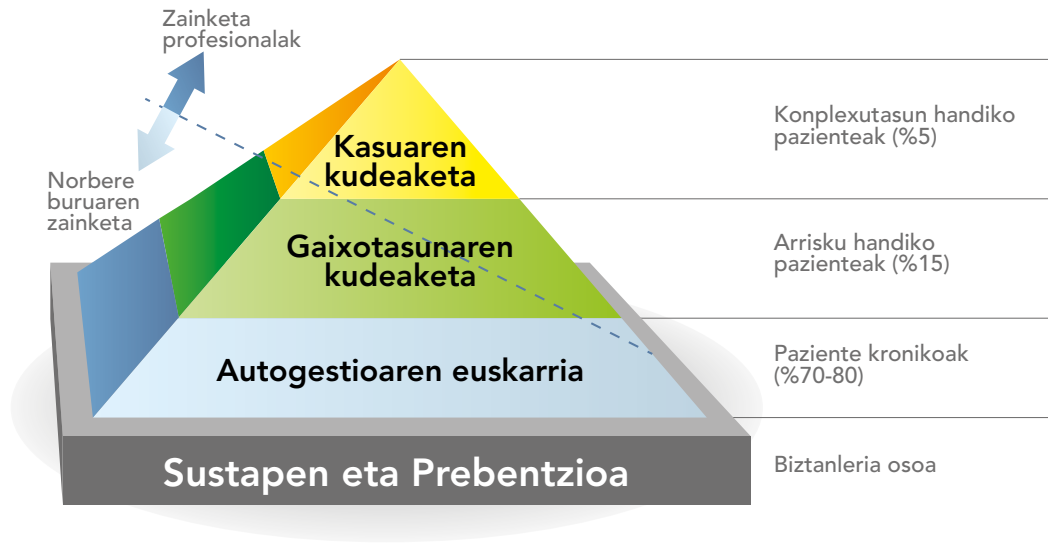 Zainketa
profesionalak
Norbere
buruaren
zainketa
Kasuaren
kudeaketa
Konplexutasun handiko
pazienteak (%5)
Gaixotasunaren
kudeaketa
Arrisku handiko
pazienteak (%15)
Autogestioaren euskarria
Paziente kronikoak
(%70-80)
Sustapen eta Prebentzioa
Biztanleria osoa